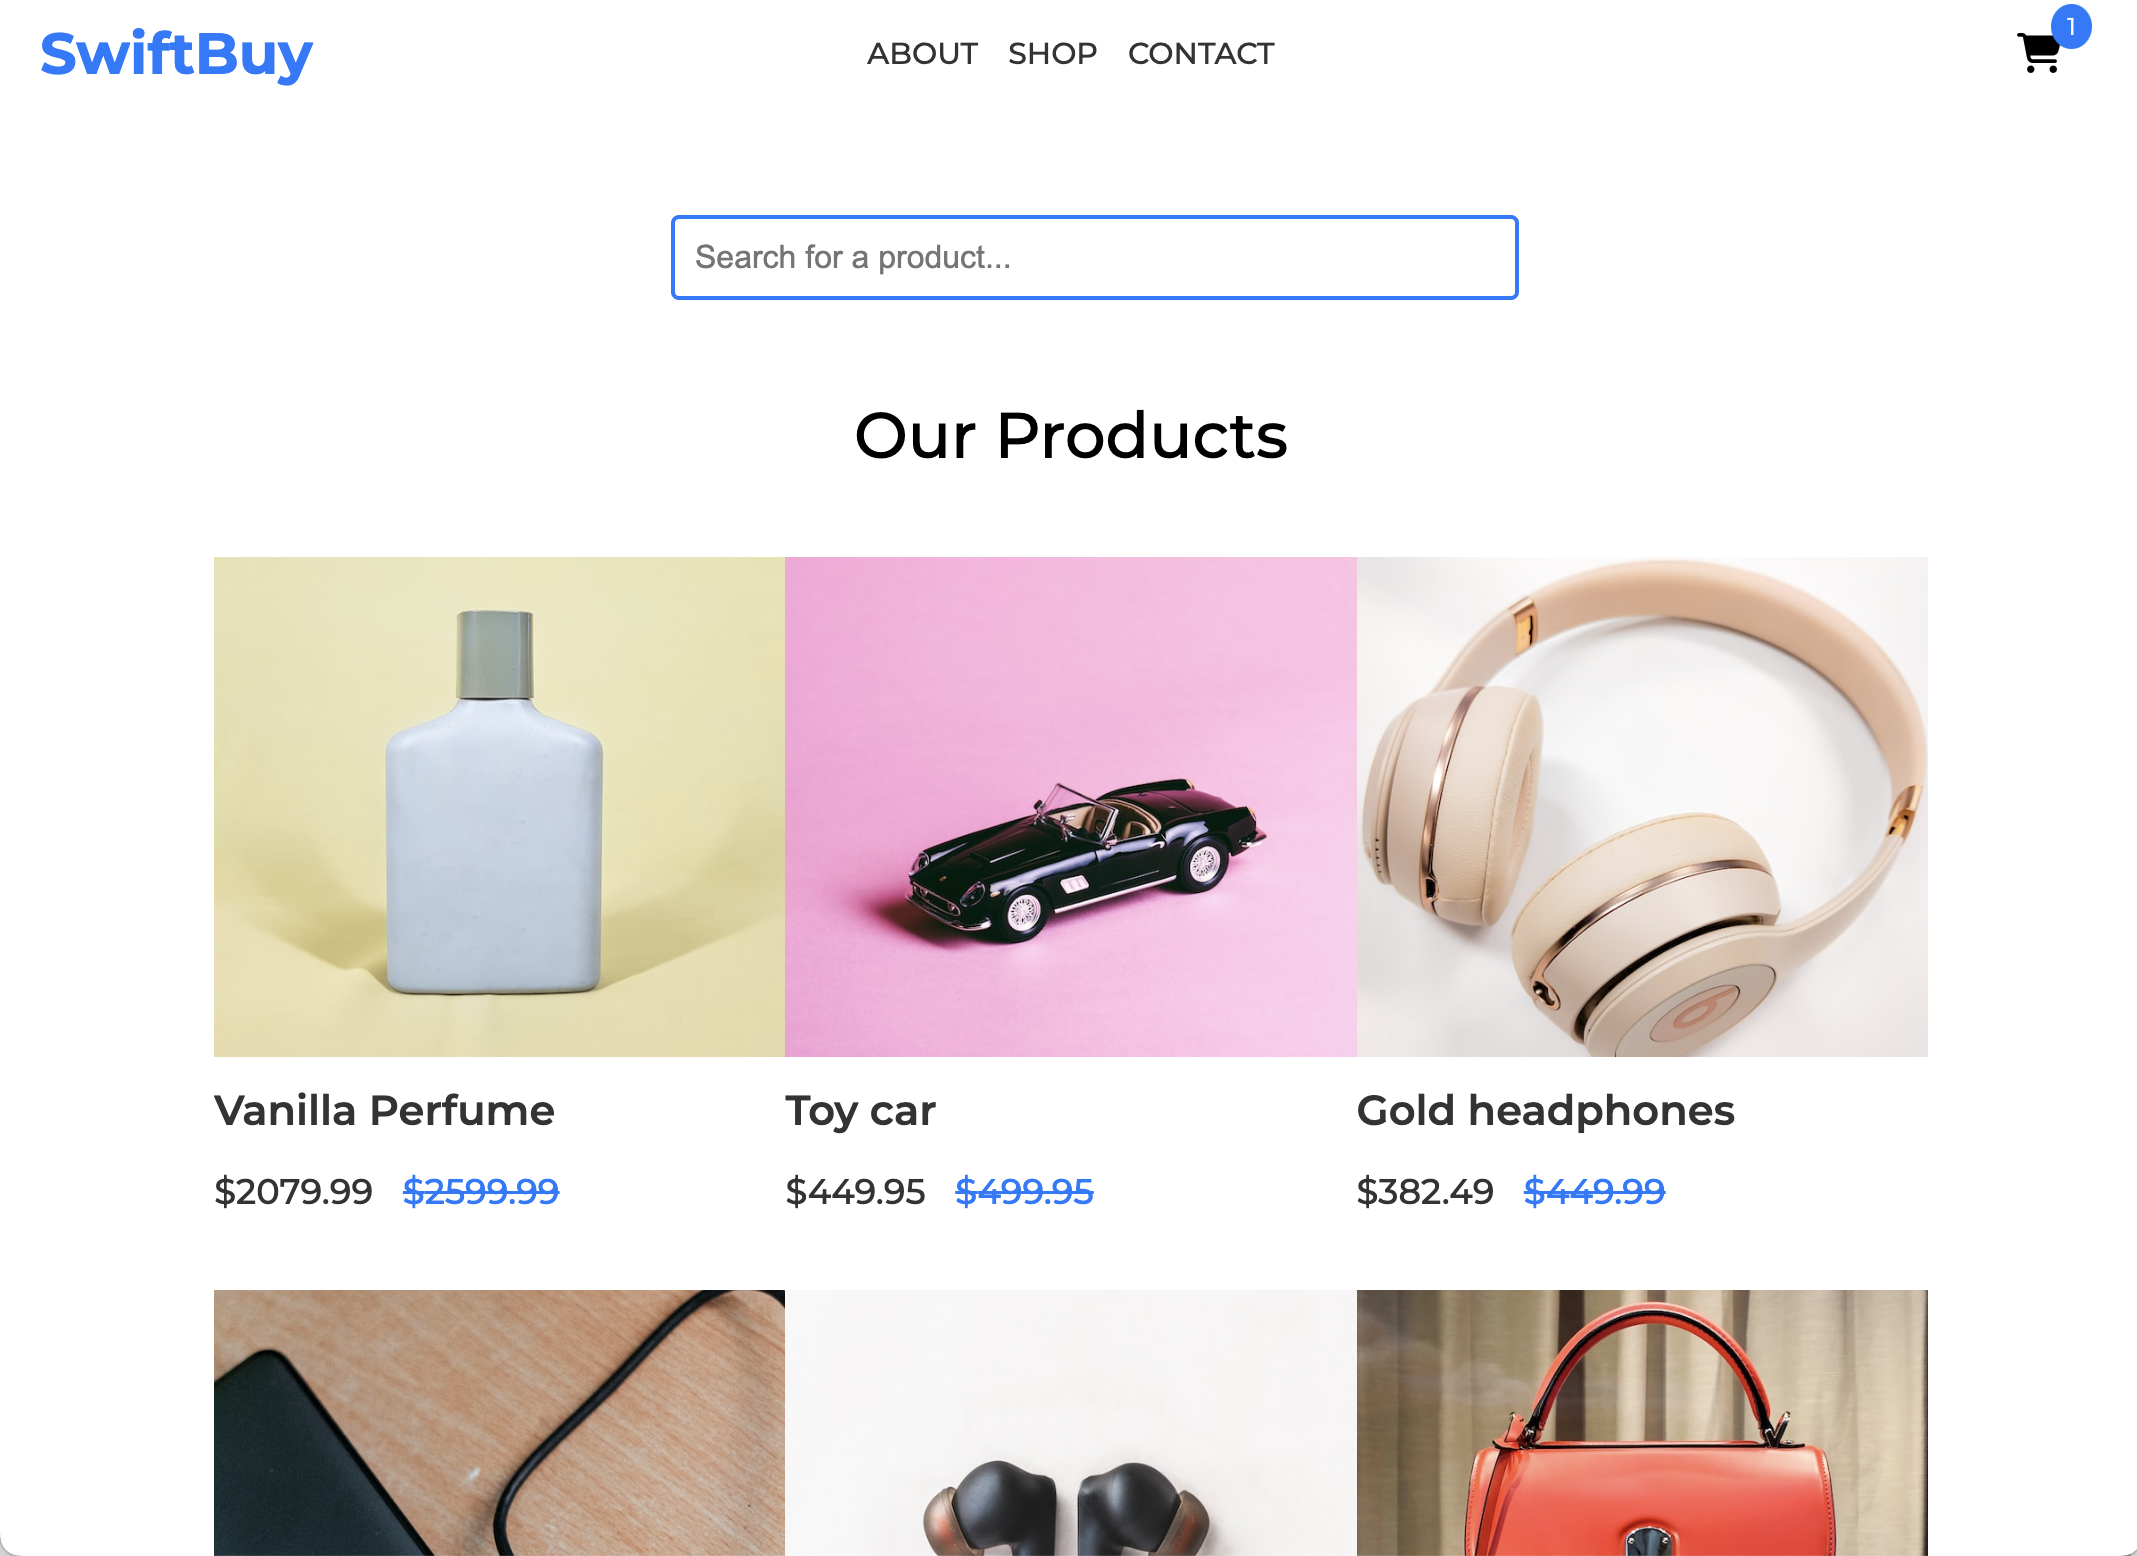 SwiftBuy
ABOUT SHOP CONTACT
1
Search for a product...
Our Products
Vanilla Perfume
$2079.99 $2599.99
Toy car
$449.95 $499.95
Gold headphones
$382.49 $449.99